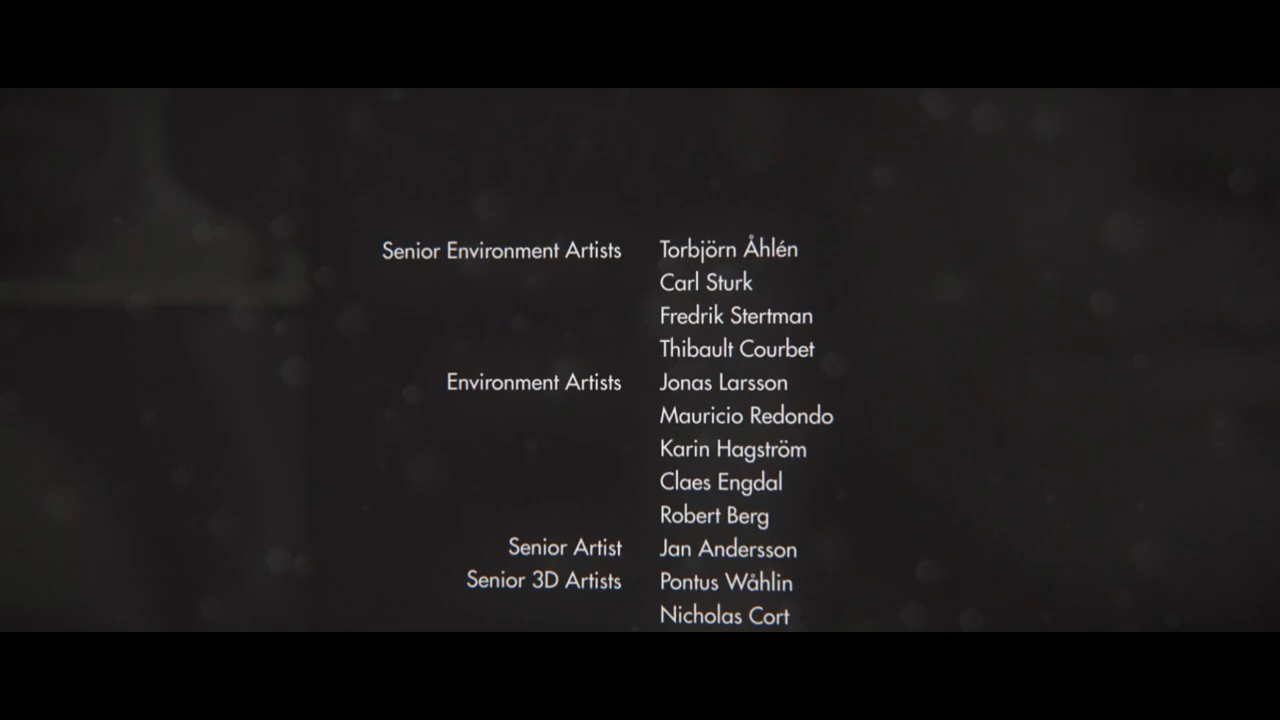 Senior Environment Artists Torbjörn Åhlén
Carl Sturk
Fredrik Stertman
Thibault Courbet
Environment Artists Jonas Larsson
Mauricio Redondo
Karin Hagström
Claes Engdal
Robert Berg
Senior Artist Jan Andersson
Senior 3D Artists Pontus Wåhlin
Nicholas Cort